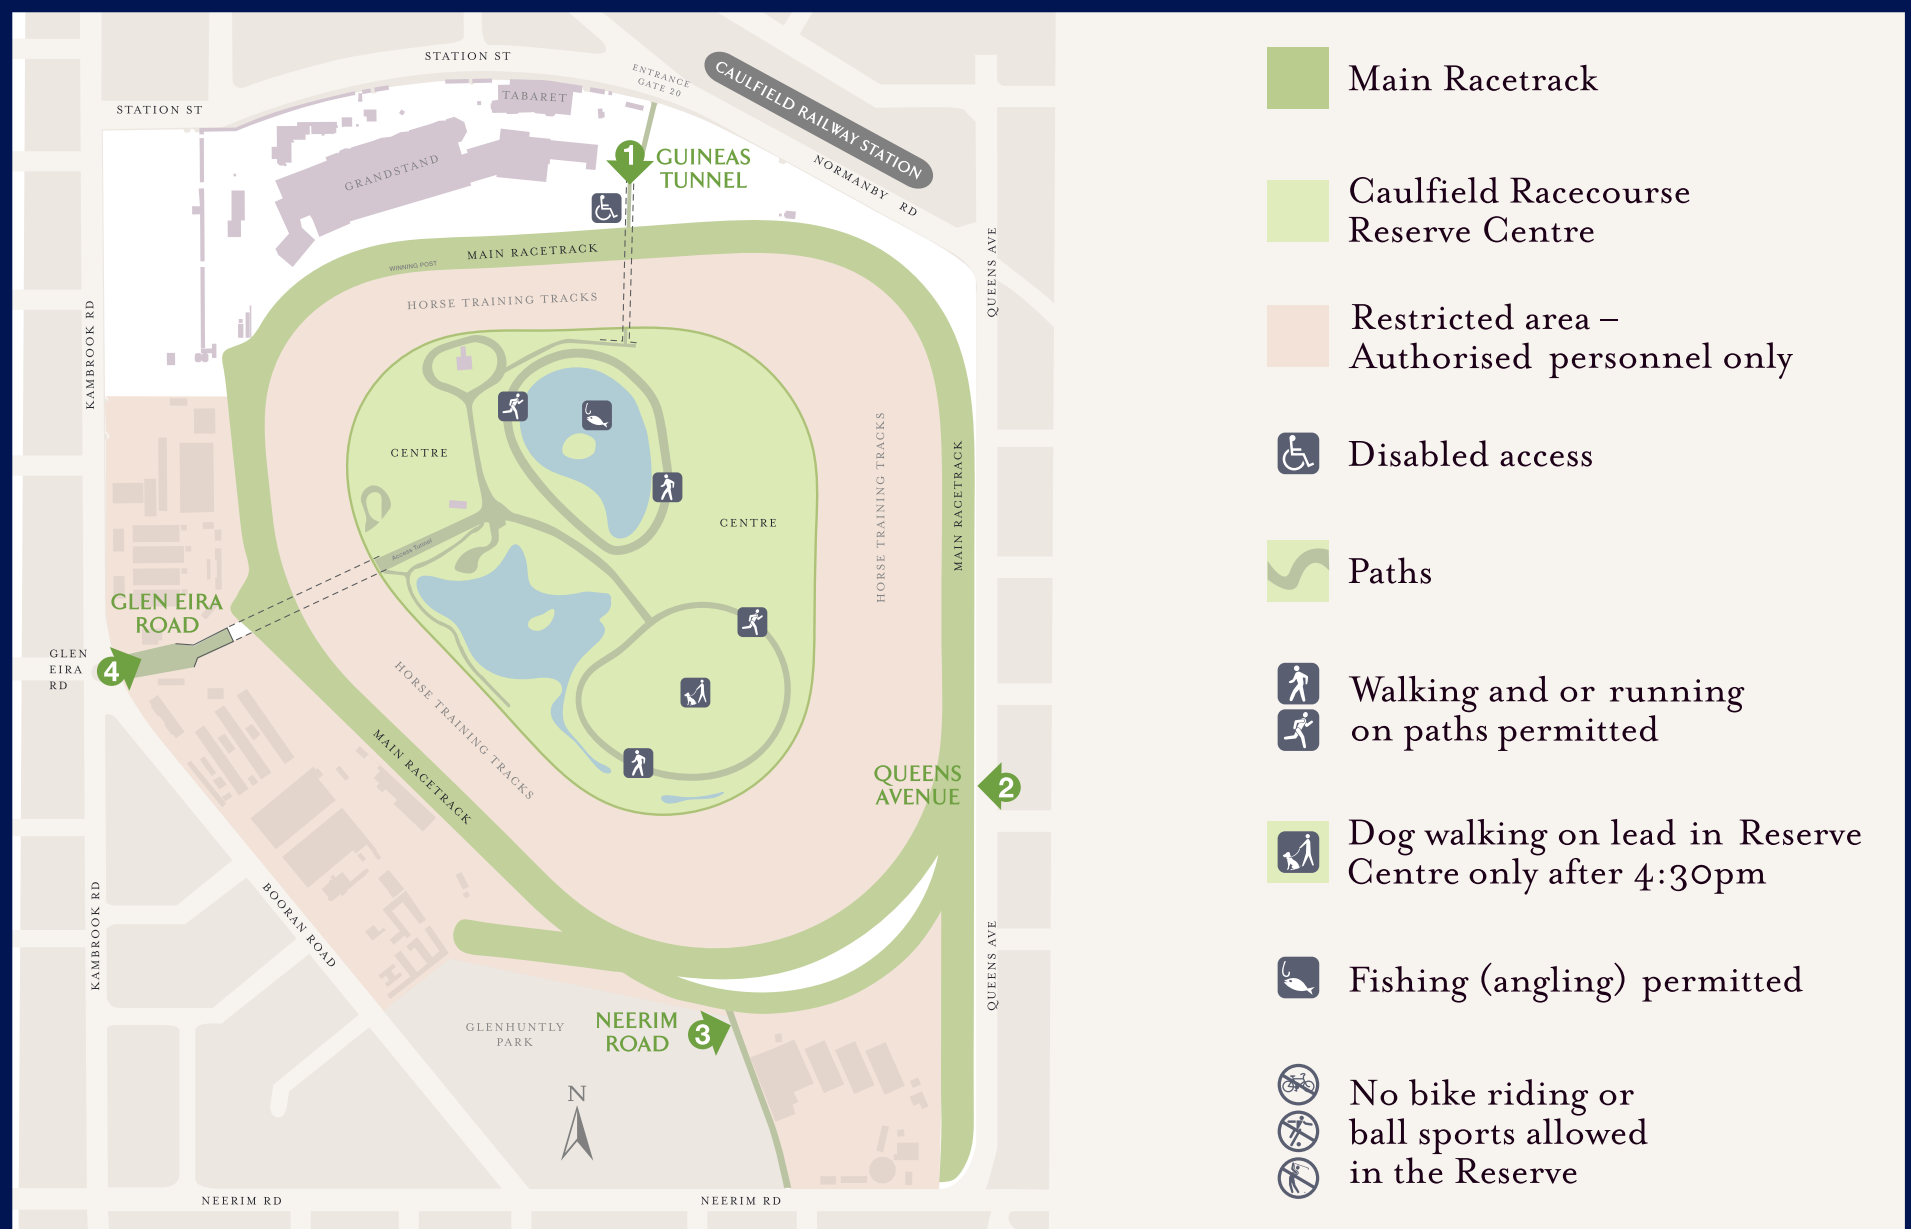 STATION ST
STATION ST
ENTRANCE
GATE 20
CAULFIELD RAILWAY STATION
TABARET
GRANDSTAND
1
GUINEAS
TUNNEL
NORMANBY RD
QUEENS AVE
MAIN RACETRACK
WINNING POST
HORSE TRAINING TRACKS
KAMBROOK RD
CENTRE
CENTRE
HORSE TRAINING TRACKS
MAIN RACETRACK
Access Tunnel
GLEN EIRA
ROAD
GLEN
EIRA
RD
4
HORSE TRAINING TRACKS
MAIN RACETRACK
QUEENS
AVENUE
2
KAMBROOK RD
BOORAN ROAD
QUEENS AVE
GLENHUNTLY
PARK
NEERIM
ROAD
3
N
NEERIM RD
NEERIM RD
Main Racetrack
Caulfield Racecourse
Reserve Centre
Restricted area –
Authorised personnel only
Disabled access
Paths
Walking and or running
on paths permitted
Dog walking on lead in Reserve
Centre only after 4:30pm
Fishing (angling) permitted
No bike riding or
ball sports allowed
in the Reserve